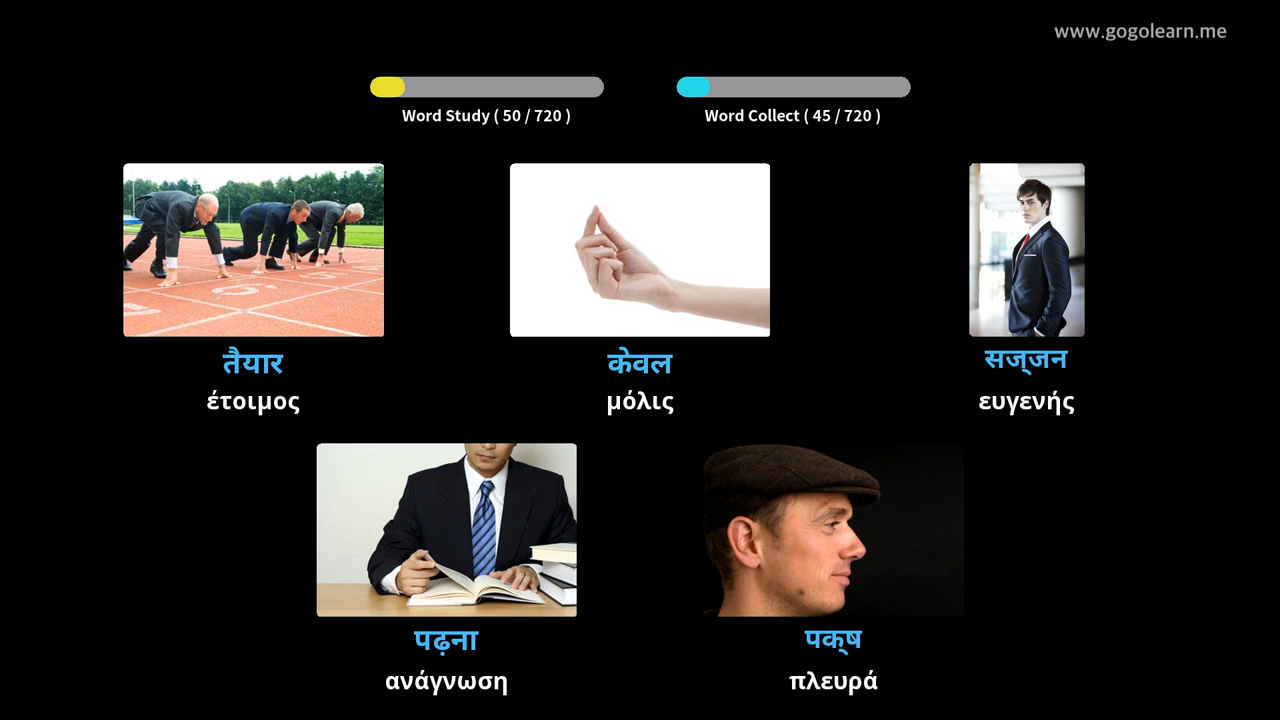 www.gogolearn.me
Word Study ( 50 / 720 )
Word Collect ( 45 / 720 )
तैयार
έτοιμος
केवल
μόλις
सज्‌जन
ευγενής
पढ़ना
ανάγνωση
पक्‌ष
πλευρά